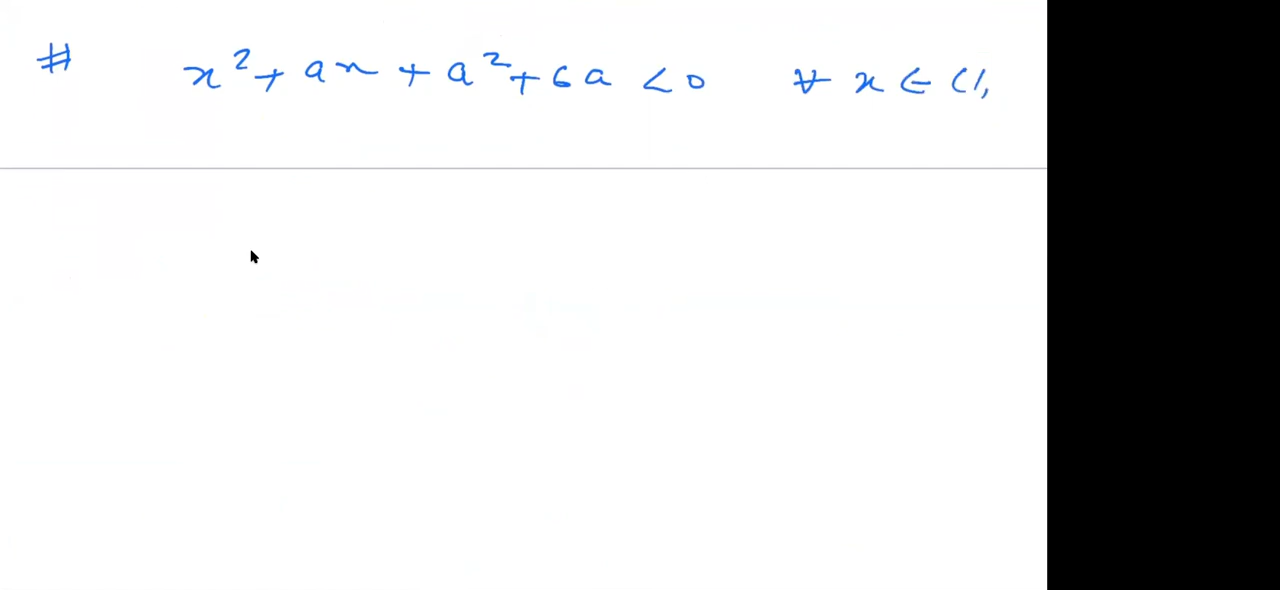 # x² + ax + a² + 6a < 0 ∀ x ∈ (1,